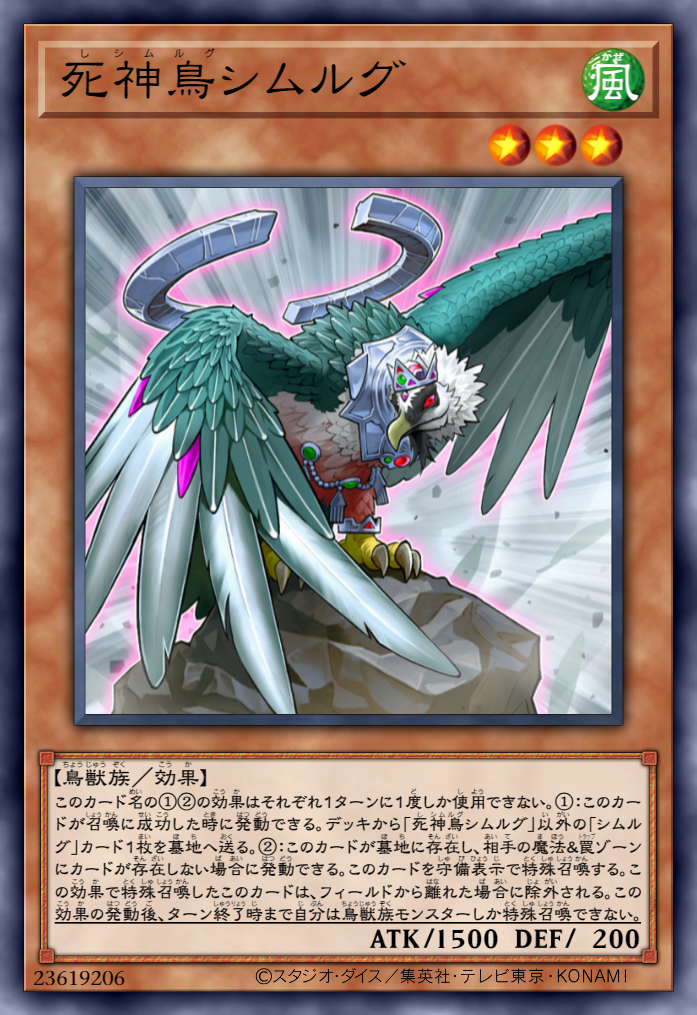 死神鳥シムルグ
風
【鳥獣族／効果】
このカード名の①②の効果はそれぞれ1ターンに1度しか使用できない。①：このカー
ドが召喚に成功した時に発動できる。デッキから「死神鳥シムルグ」以外の「シムル
グ」カード1枚を墓地へ送る。②：このカードが墓地に存在し、相手の魔法&罠ゾーン
にカードが存在しない場合に発動できる。このカードを守備表示で特殊召喚する。こ
の効果で特殊召喚したこのカードは、フィールドから離れた場合に除外される。この
効果の発動後、ターン終了時まで自分は鳥獣族モンスターしか特殊召喚できない。
ATK/1500 DEF/ 200
23619206 ©スタジオ・ダイス／集英社・テレビ東京・KONAMI